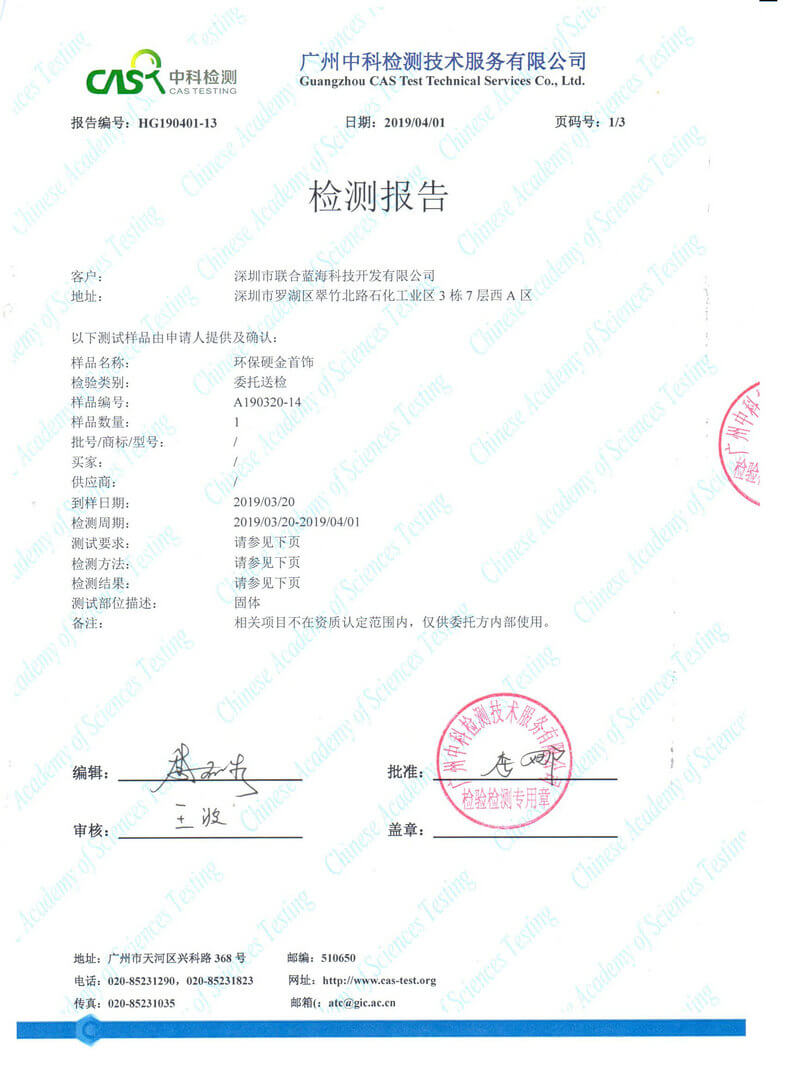 CAS 中科检测
CAS TESTING
广州中科检测技术服务有限公司
Guangzhou CAS Test Technical Services Co., Ltd.
报告编号：HG190401-13 日期：2019/04/01 页码号：1/3
检测报告
客户： 深圳市联合蓝海科技开发有限公司
地址： 深圳市罗湖区翠竹北路石化工业区 3 栋 7 层西 A 区
以下测试样品由申请人提供及确认：
样品名称： 环保硬金首饰
检验类别： 委托送检
样品编号： A190320-14
样品数量： 1
批号/商标/型号： /
买家： /
供应商： /
到样日期： 2019/03/20
检测周期： 2019/03/20-2019/04/01
测试要求： 请参见下页
检测方法： 请参见下页
检测结果： 请参见下页
测试部位描述： 固体
备注： 相关项目不在资质认定范围内，仅供委托方内部使用。
广州中科
检验
广州中科检测技术服务有限公司
检验检测专用章
编辑： 批准：
审核：王波 盖章：
地址：广州市天河区兴科路 368 号 邮编：510650
电话：020-85231290，020-85231823 网址：http://www.cas-test.org
传真：020-85231035 邮箱(：atc@gic.ac.cn
Chinese Academy of Sciences Testing